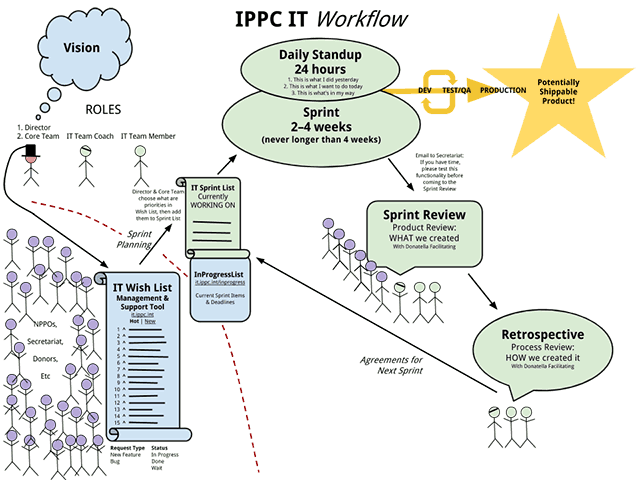 IPPC IT Workflow
Vision
ROLES
1. Director
2. Core Team
IT Team Coach
IT Team Member
Daily Standup
24 hours
1. This is what I did yesterday
2. This is what I want to do today
3. This is what's in my way
Sprint
2–4 weeks
(never longer than 4 weeks)
DEV
TEST/QA
PRODUCTION
Potentially
Shippable
Product!
Email to Secretariat:
If you have time,
please test this
functionality before
coming to the
Sprint Review
Director & Core Team
choose what are
priorities in
Wish List, then add
them to Sprint List
Sprint
Planning
IT Sprint List
Currently
WORKING ON
InProgressList
it.ippc.int/inprogress
Current Sprint Items
& Deadlines
Sprint Review
Product Review:
WHAT we created
With Donatella Facilitating
Retrospective
Process Review:
HOW we created it
With Donatella Facilitating
Agreements for
Next Sprint
NPPOs,
Secretariat,
Donors,
Etc
IT Wish List
Management &
Support Tool
it.ippc.int
Hot | New
1 ^
2 ^
3 ^
4 ^
5 ^
6 ^
7 ^
8 ^
9 ^
10 ^
11 ^
12 ^
13 ^
14 ^
15 ^
Request Type
New Feature
Bug
Status
In Progress
Done
Wait